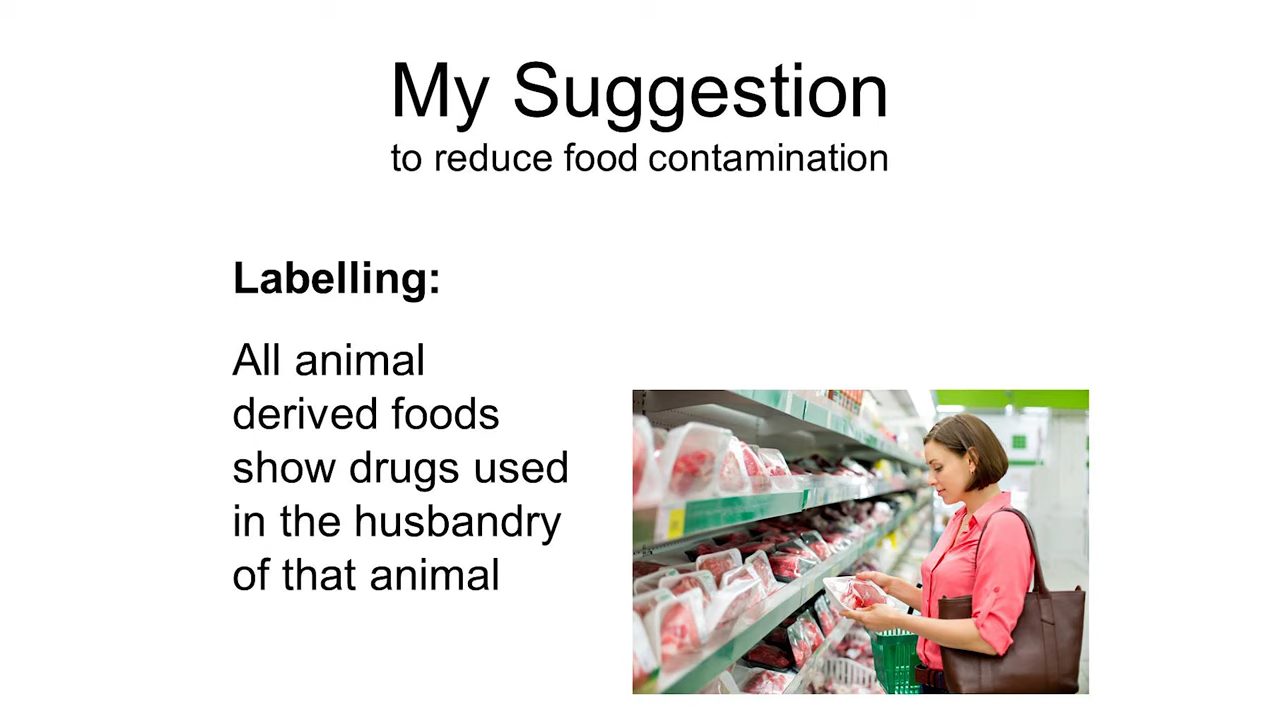 My Suggestion
to reduce food contamination
Labelling:
All animal
derived foods
show drugs used
in the husbandry
of that animal